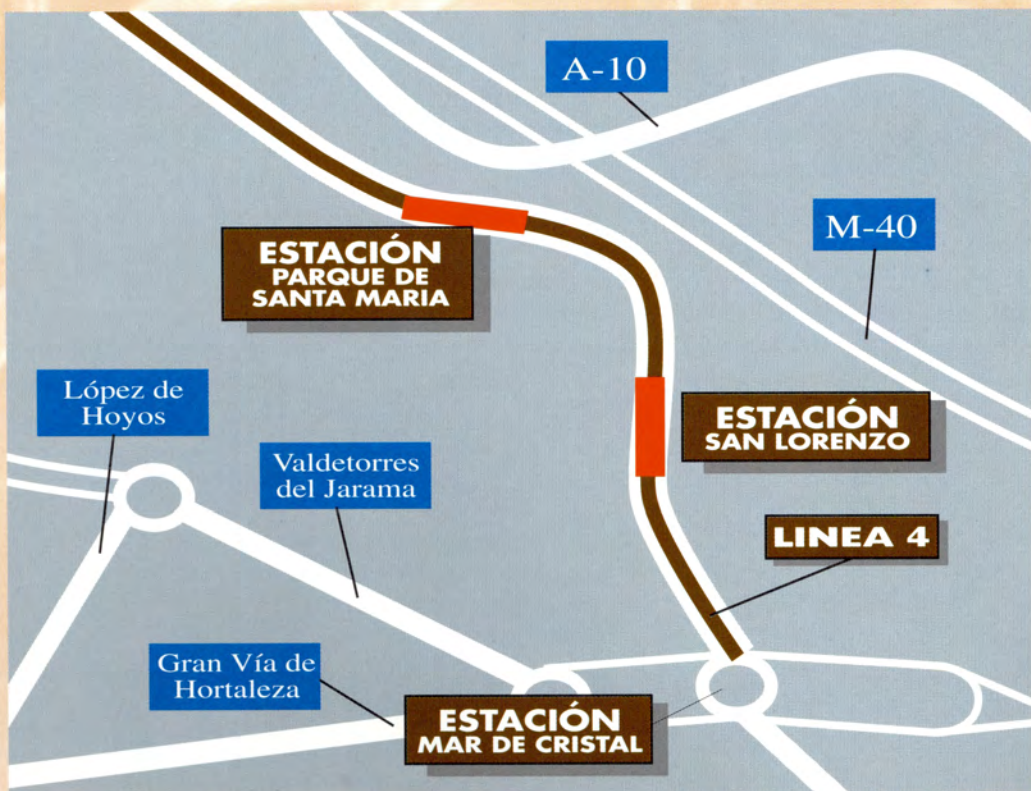 A-10
M-40
ESTACIÓN
PARQUE DE
SANTA MARIA
López de
Hoyos
ESTACIÓN
SAN LORENZO
Valdetorres
del Jarama
LINEA 4
Gran Vía de
Hortaleza
ESTACIÓN
MAR DE CRISTAL